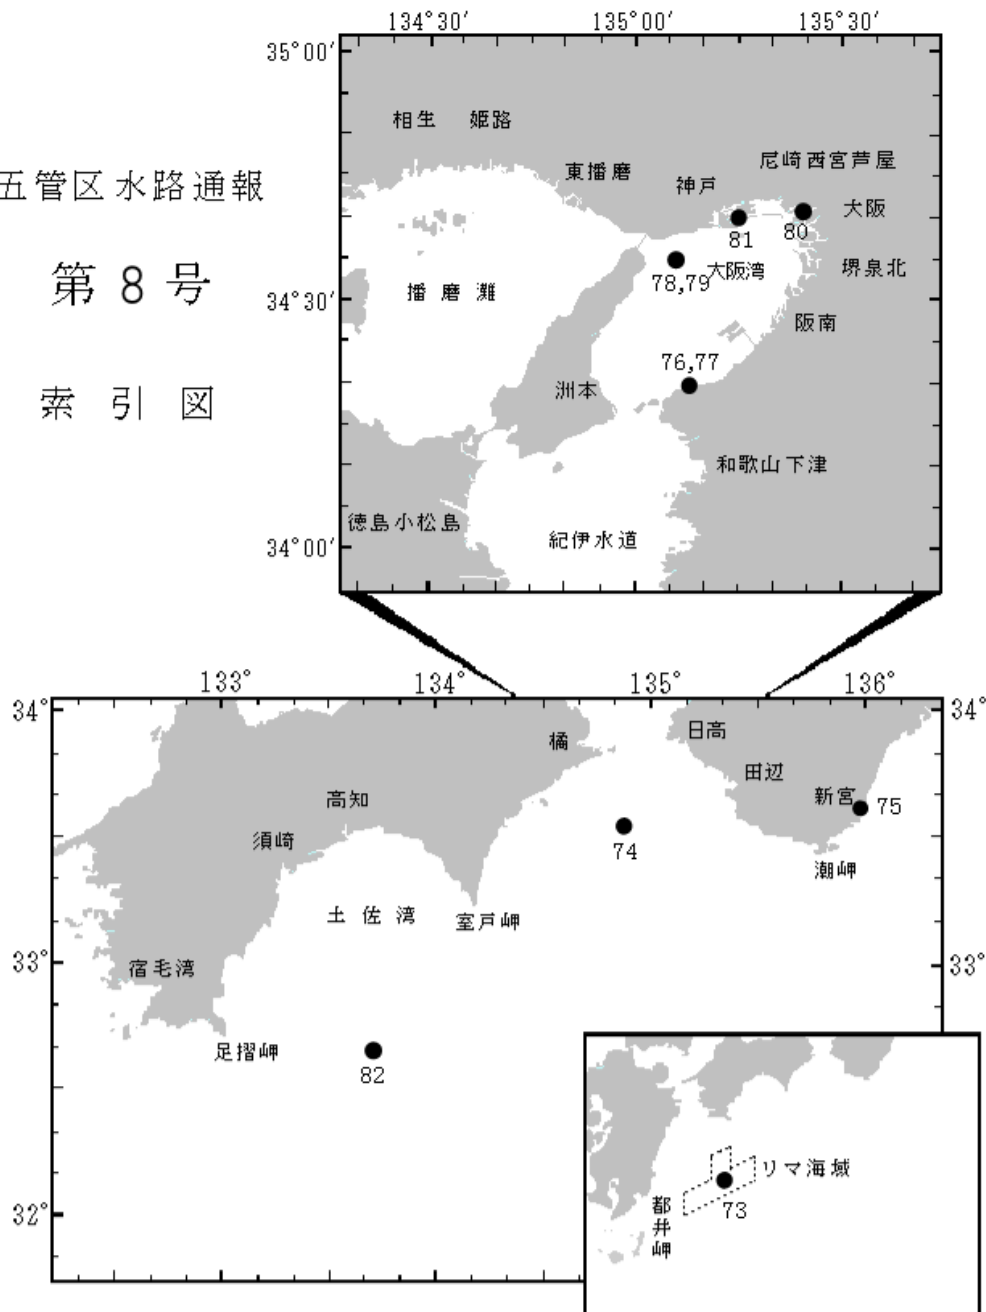 134°30′ 135°00′ 135°30′
35°00′
相生 姫路
尼崎西宮芦屋
東播磨
神戸
五管区水路通報
大阪
81
80
第 8 号
大阪湾
堺泉北
78,79
播磨灘
34°30′
阪南
76,77
索引図
洲本
和歌山下津
徳島小松島
紀伊水道
34°00′
133° 134° 135° 136°
34° 34°
日高
橘
田辺
新宮
75
高知
須崎
74
潮岬
土佐湾
室戸岬
33° 33°
宿毛湾
足摺岬
82
リマ海域
73
都井岬
32°